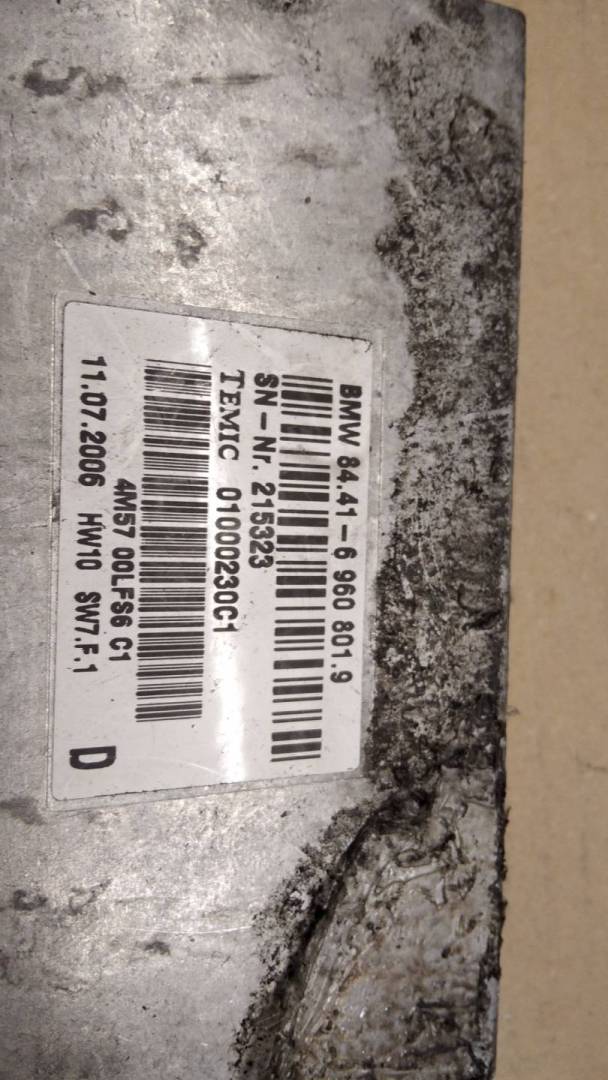 BMW 84.41-6 960 801.9
SN-Nr. 215323
TEMIC 01000230C1
4M57 00LFS6 C1
11.07.2006 HW10 SW7.F.1 D